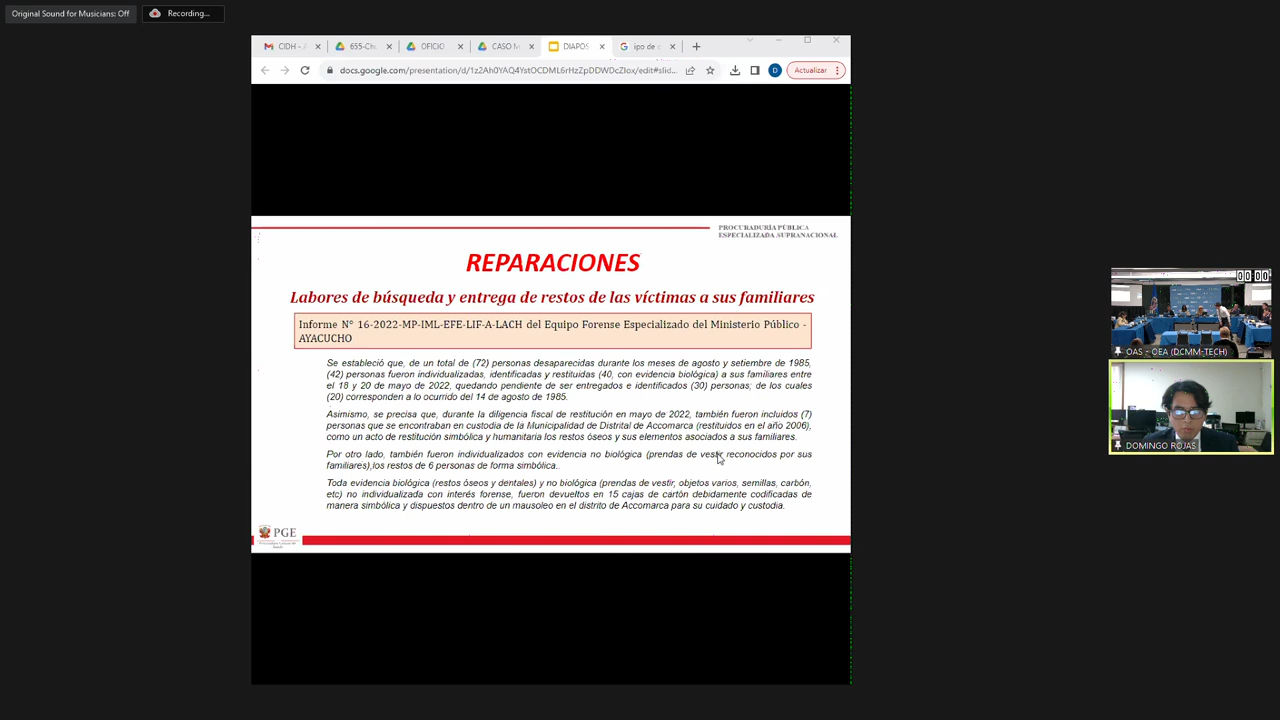 Original Sound for Musicians: Off
Recording...
CIDH - A
655-Chu
OFICIO
CASO M
DIAPOS
ipo de c
docs.google.com/presentation/d/1z2Ah0YAQ4YstOCDML6rHzZpDDWDcZIox/edit#slid...
D
Actualizar
PROCURADURÍA PÚBLICA
ESPECIALIZADA SUPRANACIONAL
REPARACIONES
Labores de búsqueda y entrega de restos de las víctimas a sus familiares
Informe N° 16-2022-MP-IML-EFE-LIF-A-LACH del Equipo Forense Especializado del Ministerio Público -
AYACUCHO
Se estableció que, de un total de (72) personas desaparecidas durante los meses de agosto y setiembre de 1985,
(42) personas fueron individualizadas, identificadas y restituidas (40, con evidencia biológica) a sus familiares entre
el 18 y 20 de mayo de 2022, quedando pendiente de ser entregados e identificados (30) personas; de los cuales
(20) corresponden a lo ocurrido del 14 de agosto de 1985.
Asimismo, se precisa que, durante la diligencia fiscal de restitución en mayo de 2022, también fueron incluidos (7)
personas que se encontraban en custodia de la Municipalidad de Distrital de Accomarca (restituidos en el año 2006),
como un acto de restitución simbólica y humanitaria los restos óseos y sus elementos asociados a sus familiares.
Por otro lado, también fueron individualizados con evidencia no biológica (prendas de vestir reconocidos por sus
familiares),los restos de 6 personas de forma simbólica.
Toda evidencia biológica (restos óseos y dentales) y no biológica (prendas de vestir, objetos varios, semillas, carbón,
etc) no individualizada con interés forense, fueron devueltos en 15 cajas de cartón debidamente codificadas de
manera simbólica y dispuestos dentro de un mausoleo en el distrito de Accomarca para su cuidado y custodia.
PGE
00:00
OAS - OEA (DCMM-TECH)
DOMINGO ROJAS